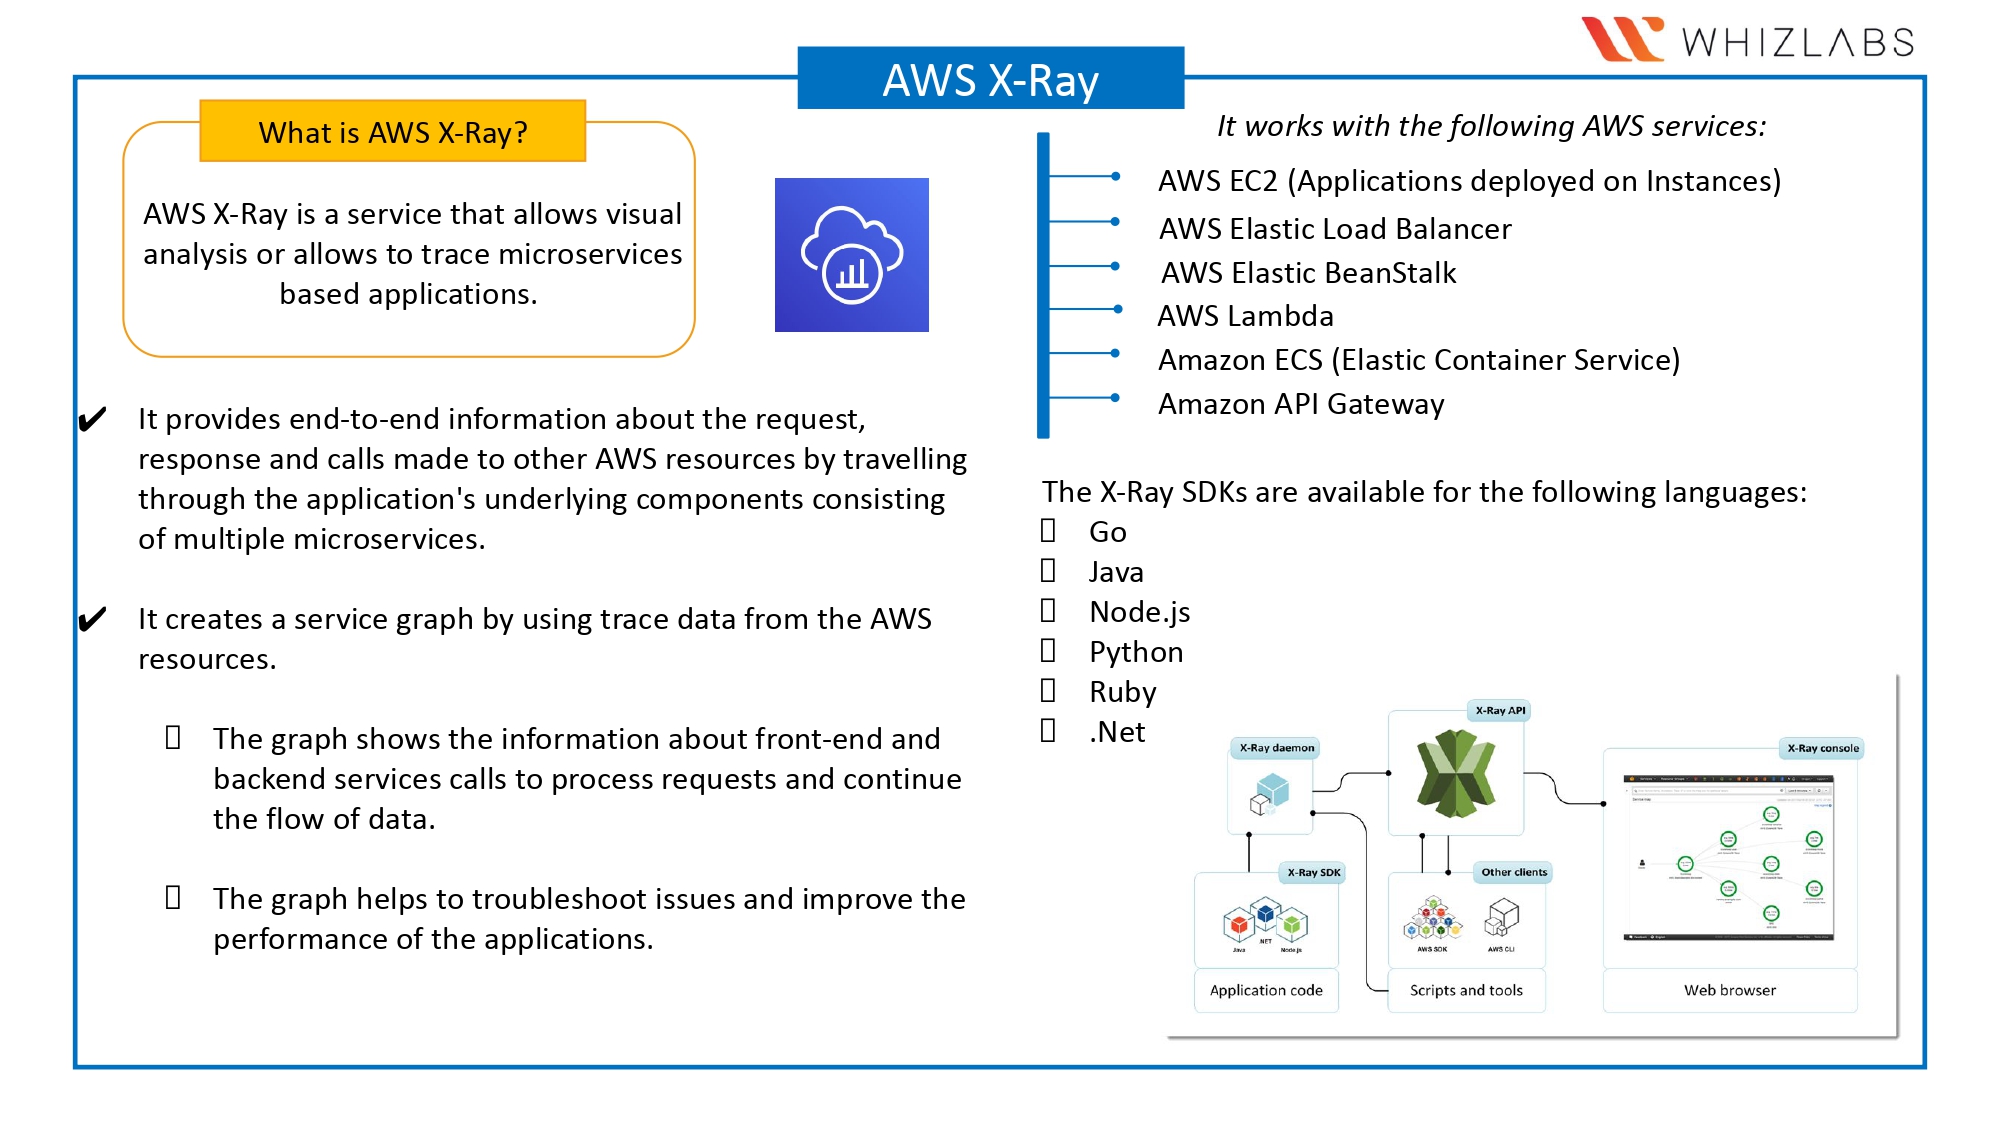 WHIZLABS
AWS X-Ray
What is AWS X-Ray?
AWS X-Ray is a service that allows visual
analysis or allows to trace microservices
based applications.
✔ It provides end-to-end information about the request,
response and calls made to other AWS resources by travelling
through the application's underlying components consisting
of multiple microservices.
✔ It creates a service graph by using trace data from the AWS
resources.
The graph shows the information about front-end and
backend services calls to process requests and continue
the flow of data.
The graph helps to troubleshoot issues and improve the
performance of the applications.
It works with the following AWS services:
AWS EC2 (Applications deployed on Instances)
AWS Elastic Load Balancer
AWS Elastic BeanStalk
AWS Lambda
Amazon ECS (Elastic Container Service)
Amazon API Gateway
The X-Ray SDKs are available for the following languages:
Go
Java
Node.js
Python
Ruby
.Net
X-Ray API
X-Ray daemon
X-Ray console
X-Ray SDK
Other clients
Java
.NET
Node.js
AWS SDK
AWS CLI
Application code
Scripts and tools
Web browser